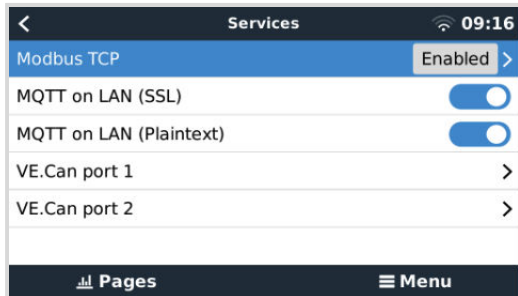 Services 09:16
Modbus TCP Enabled
MQTT on LAN (SSL)
MQTT on LAN (Plaintext)
VE.Can port 1
VE.Can port 2
Pages Menu